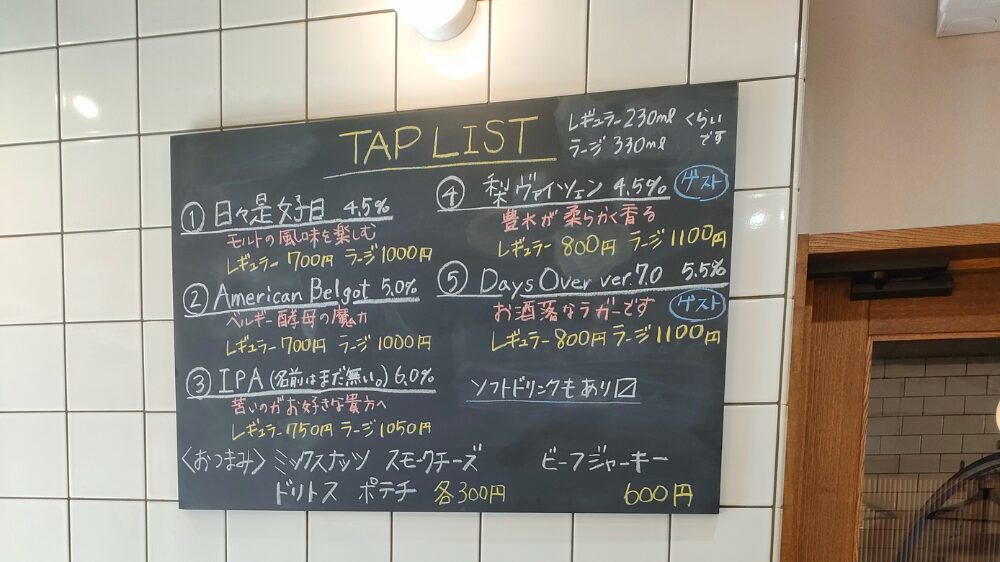 TAP LIST
レギュラー 230ml くらい
ラージ 330ml です
① 日々是好日 4.5%
モルトの風味を楽しむ
レギュラー 700円 ラージ 1000円
② American Belgot 5.0%
ベルギー酵母の魔力
レギュラー 700円 ラージ 1000円
③ IPA (名前はまだ無い。) 6.0%
苦いのがお好きな貴方へ
レギュラー 750円 ラージ 1050円
④ 梨ヴァイツェン 4.5% ゲスト
豊水が柔らかく香る
レギュラー 800円 ラージ 1100円
⑤ Days Over ver.7.0 5.5%
お洒落なラガーです ゲスト
レギュラー 800円 ラージ 1100円
ソフトドリンクもあり〼
〈おつまみ〉 ミックスナッツ スモークチーズ ビーフジャーキー
ドリトス ポテチ 各300円 600円